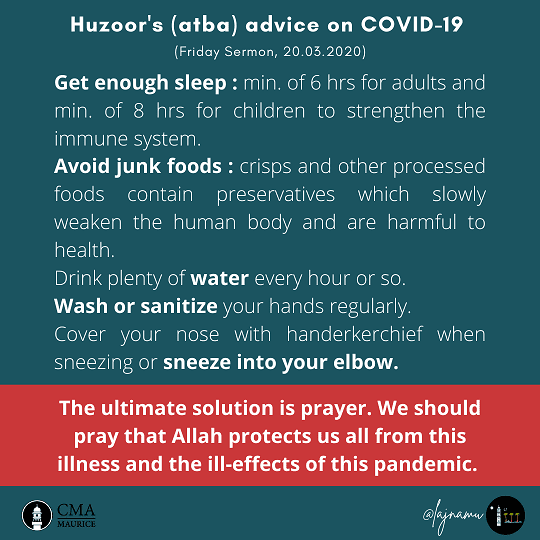 Huzoor's (atba) advice on COVID-19
(Friday Sermon, 20.03.2020)
Get enough sleep : min. of 6 hrs for adults and
min. of 8 hrs for children to strengthen the
immune system.
Avoid junk foods : crisps and other processed
foods contain preservatives which slowly
weaken the human body and are harmful to
health.
Drink plenty of water every hour or so.
Wash or sanitize your hands regularly.
Cover your nose with handerkerchief when
sneezing or sneeze into your elbow.
The ultimate solution is prayer. We should
pray that Allah protects us all from this
illness and the ill-effects of this pandemic.
CMA
MAURICE
@lajnamu